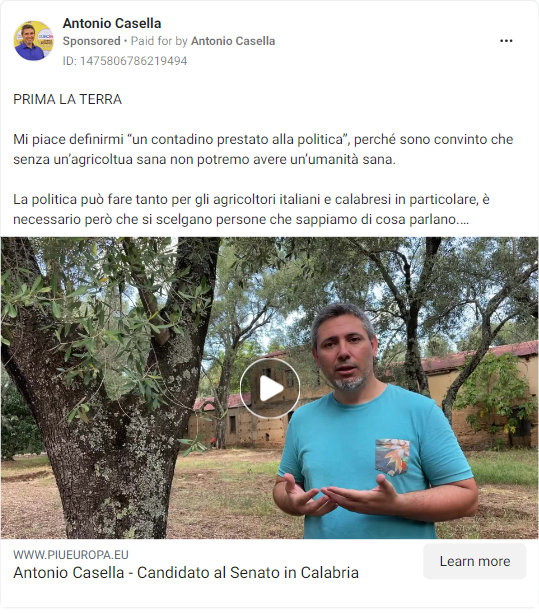 Antonio Casella
Sponsored • Paid for by Antonio Casella
ID: 1475806786219494
PRIMA LA TERRA
Mi piace definirmi “un contadino prestato alla politica”, perché sono convinto che
senza un’agricoltua sana non potremo avere un’umanità sana.
La politica può fare tanto per gli agricoltori italiani e calabresi in particolare, è
necessario però che si scelgano persone che sappiamo di cosa parlano.…
WWW.PIUEUROPA.EU
Antonio Casella - Candidato al Senato in Calabria
Learn more